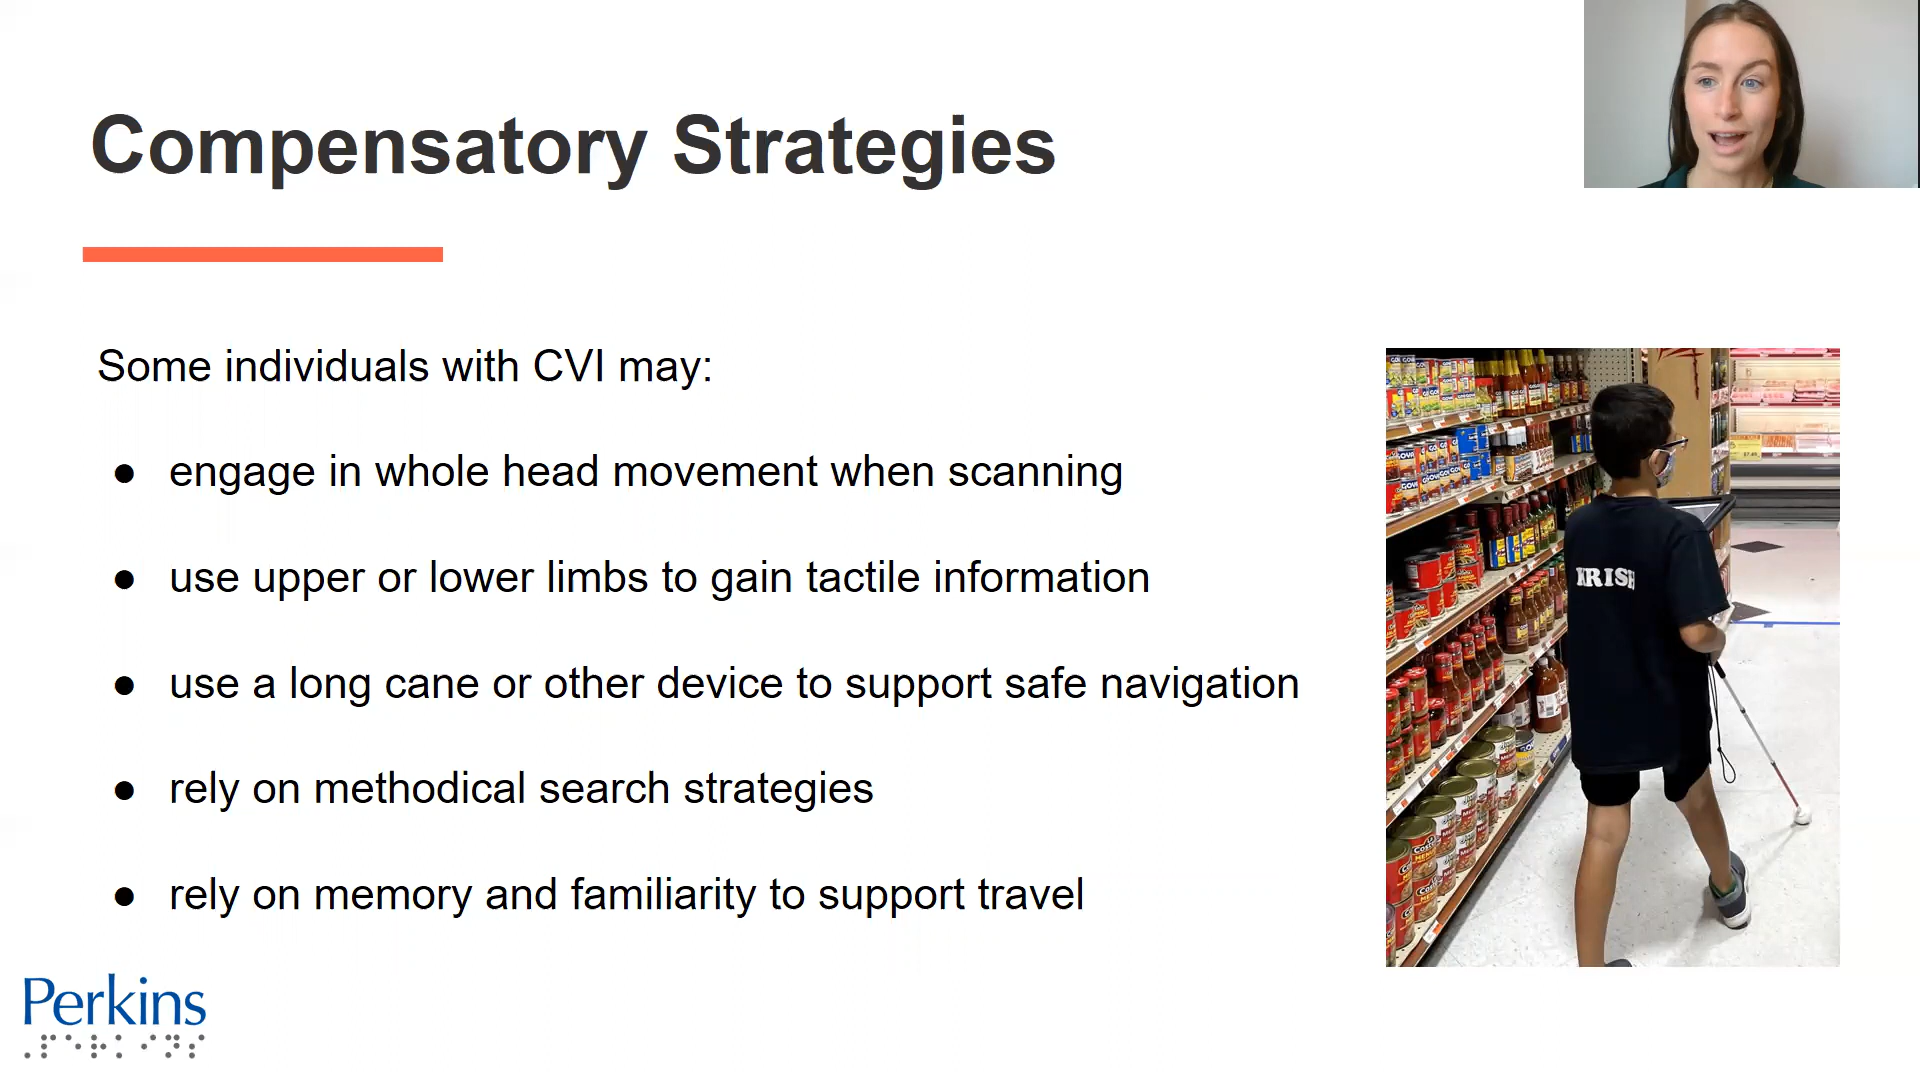 Compensatory Strategies
Some individuals with CVI may:
● engage in whole head movement when scanning
● use upper or lower limbs to gain tactile information
● use a long cane or other device to support safe navigation
● rely on methodical search strategies
● rely on memory and familiarity to support travel
KRISH
Perkins
⠠⠏⠑⠗⠅⠊⠝⠎